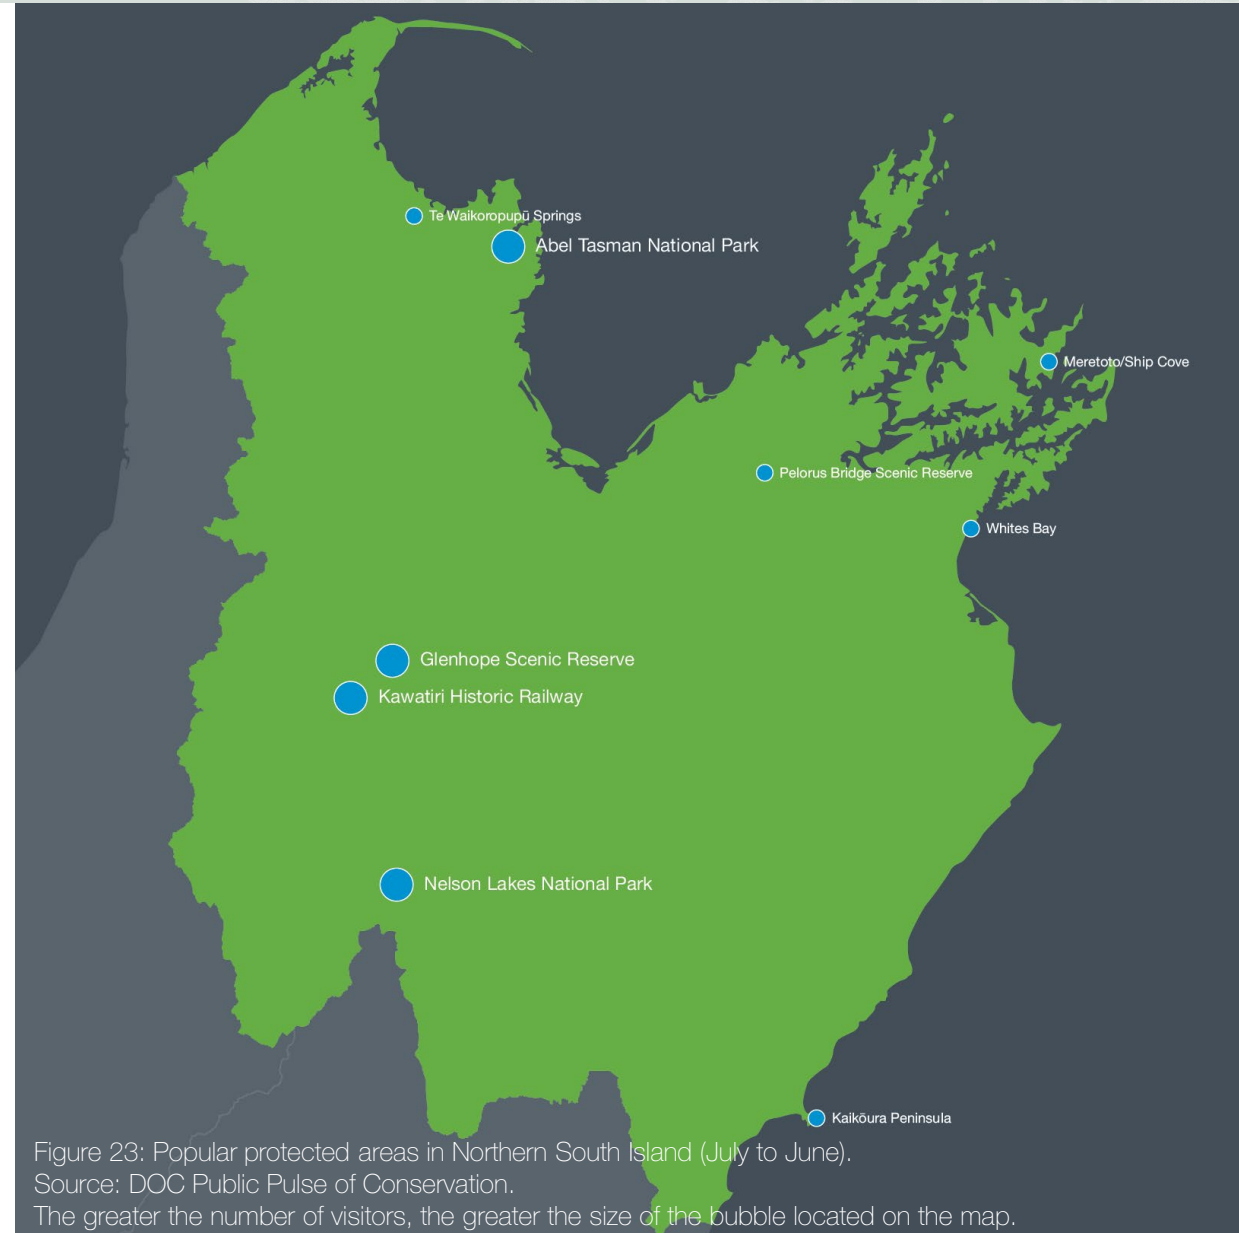 Te Waikoropupū Springs
Abel Tasman National Park
Meretoto/Ship Cove
Pelorus Bridge Scenic Reserve
Whites Bay
Glenhope Scenic Reserve
Kawatiri Historic Railway
Nelson Lakes National Park
Kaikōura Peninsula
Figure 23: Popular protected areas in Northern South Island (July to June).
Source: DOC Public Pulse of Conservation.
The greater the number of visitors, the greater the size of the bubble located on the map.